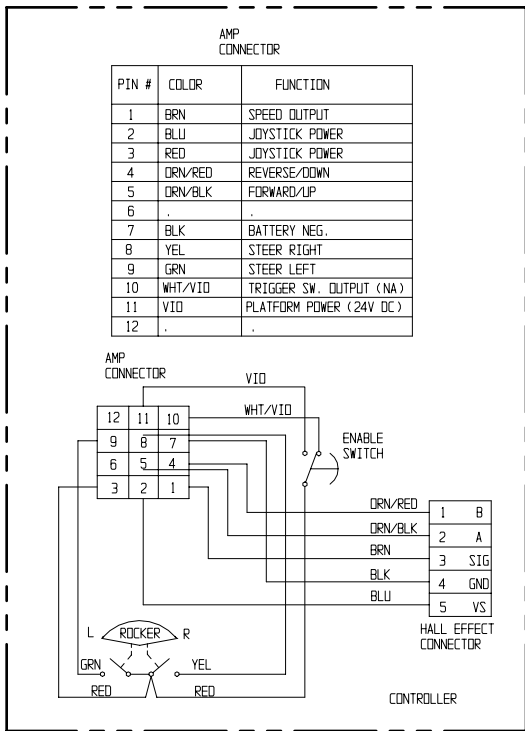 AMP
CONNECTOR
PIN # COLOR FUNCTION
1 BRN SPEED OUTPUT
2 BLU JOYSTICK POWER
3 RED JOYSTICK POWER
4 ORN/RED REVERSE/DOWN
5 ORN/BLK FORWARD/UP
6 . .
7 BLK BATTERY NEG.
8 YEL STEER RIGHT
9 GRN STEER LEFT
10 WHT/VIO TRIGGER SW. OUTPUT (NA)
11 VIO PLATFORM POWER (24V DC)
12 . .
AMP
CONNECTOR
VIO
WHT/VIO
12 11 10
9 8 7
6 5 4
3 2 1
ENABLE
SWITCH
ORN/RED 1 B
ORN/BLK 2 A
BRN 3 SIG
BLK 4 GND
BLU 5 VS
HALL EFFECT
CONNECTOR
L ROCKER R
GRN YEL
RED RED
CONTROLLER